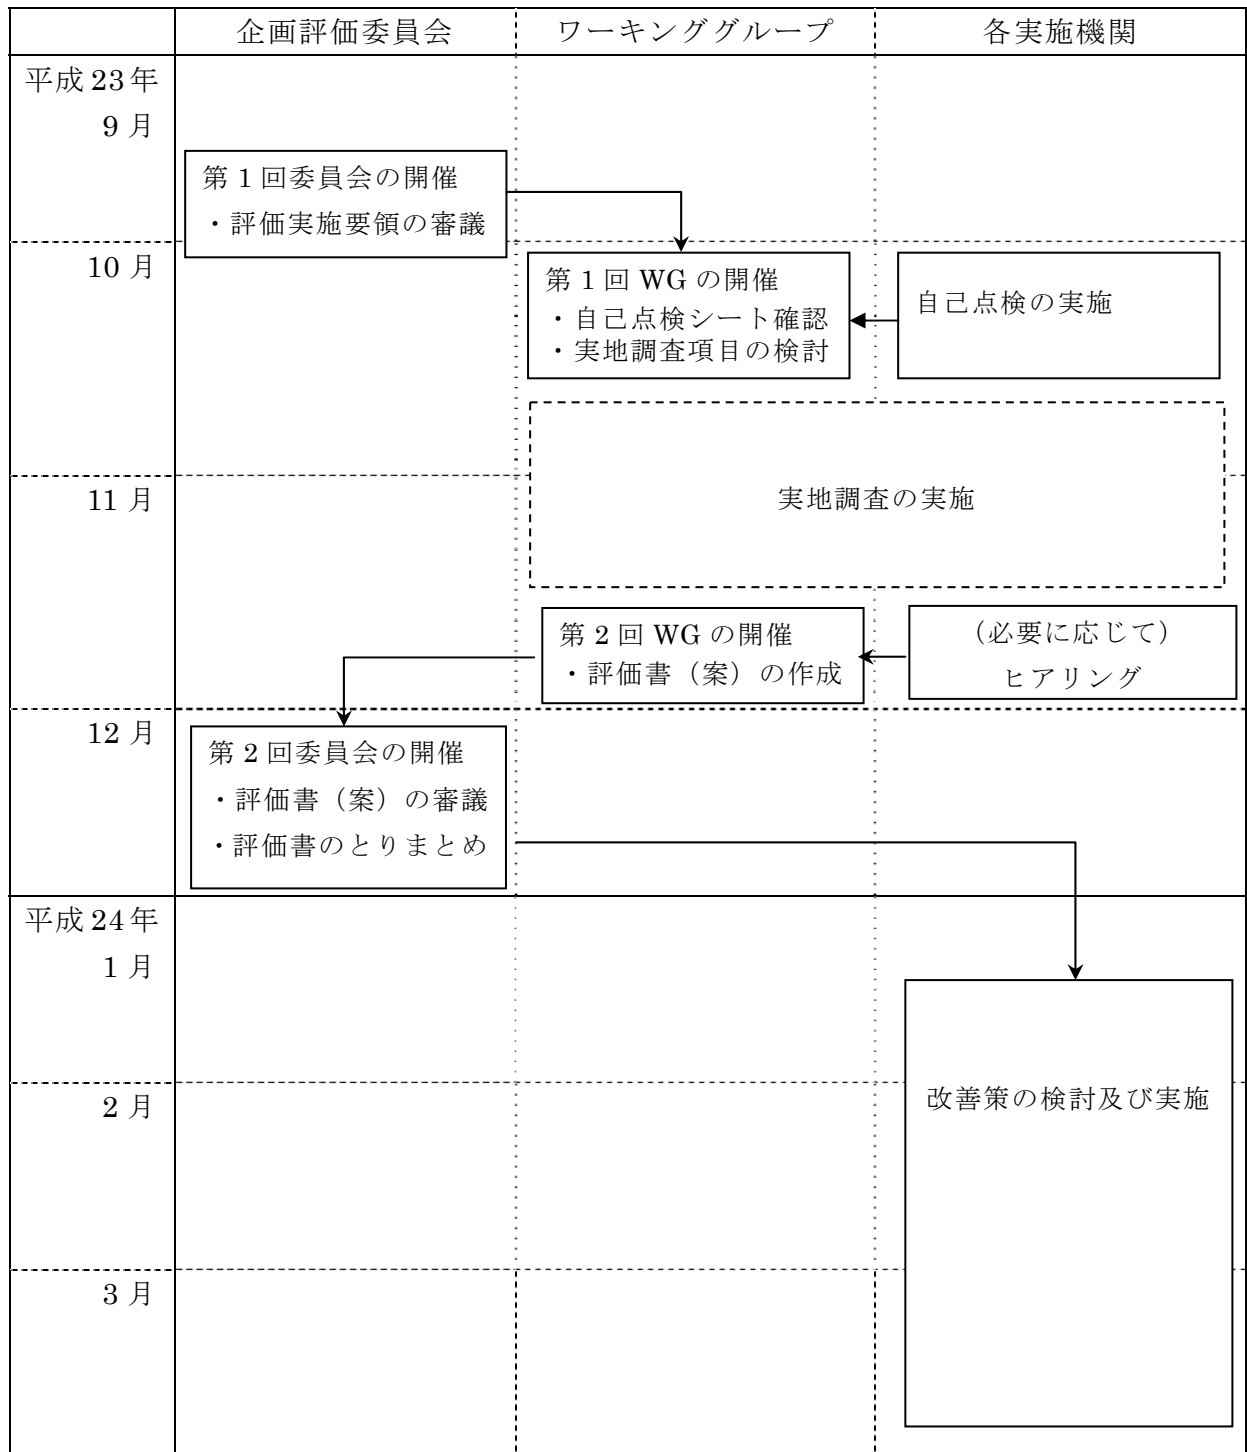 企画評価委員会
ワーキンググループ
各実施機関
平成23年
9月
第1回委員会の開催
・評価実施要領の審議
10月
第1回WGの開催
・自己点検シート確認
・実地調査項目の検討
自己点検の実施
11月
実地調査の実施
第2回WGの開催
・評価書（案）の作成
（必要に応じて）
ヒアリング
12月
第2回委員会の開催
・評価書（案）の審議
・評価書のとりまとめ
平成24年
1月
2月
改善策の検討及び実施
3月